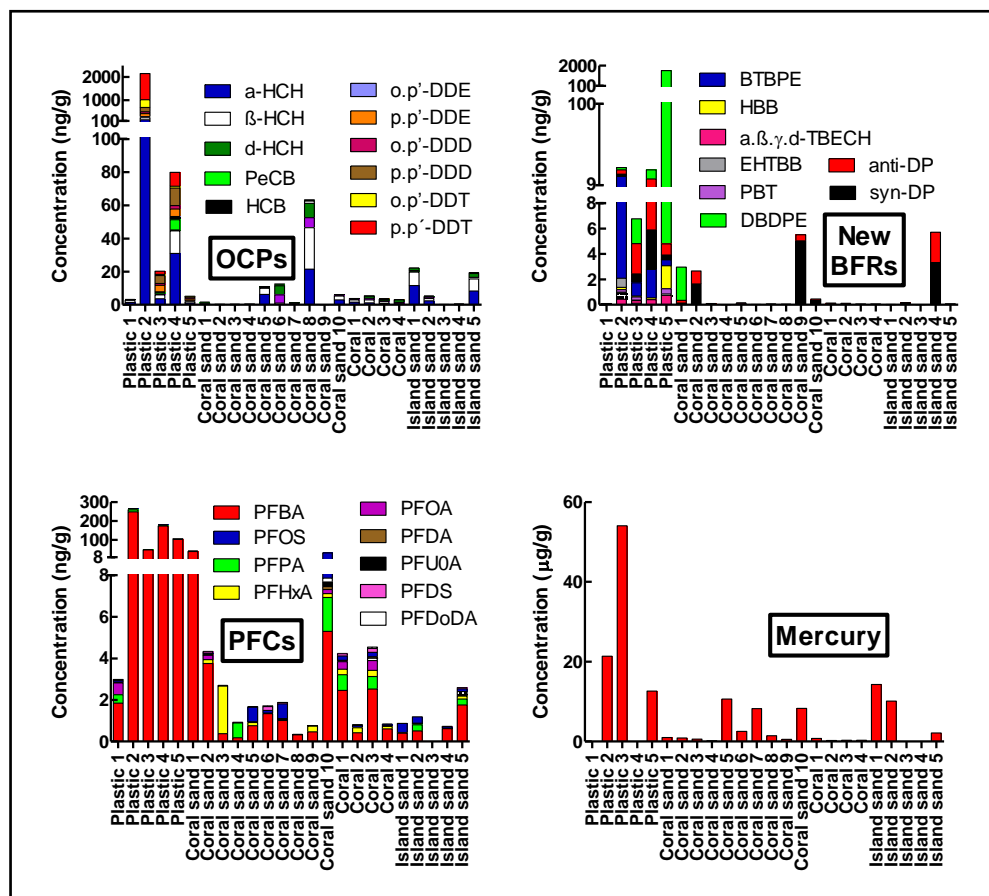 Concentration (ng/g)
2000
1000
100
100
80
60
40
20
0
a-HCH
ß-HCH
d-HCH
PeCB
HCB
o.p'-DDE
p.p'-DDE
o.p'-DDD
p.p'-DDD
o.p'-DDT
p.p´-DDT
OCPs
Plastic 1
Plastic 2
Plastic 3
Plastic 4
Plastic 5
Coral sand 1
Coral sand 2
Coral sand 3
Coral sand 4
Coral sand 5
Coral sand 6
Coral sand 7
Coral sand 8
Coral sand 9
Coral sand 10
Coral 1
Coral 2
Coral 3
Coral 4
Island sand 1
Island sand 2
Island sand 3
Island sand 4
Island sand 5
Concentration (ng/g)
2000
100
100
9
8
6
4
2
0
BTBPE
HBB
a.ß.γ.d-TBECH
EHTBB
PBT
DBDPE
anti-DP
syn-DP
New
BFRs
Plastic 1
Plastic 2
Plastic 3
Plastic 4
Plastic 5
Coral sand 1
Coral sand 2
Coral sand 3
Coral sand 4
Coral sand 5
Coral sand 6
Coral sand 7
Coral sand 8
Coral sand 9
Coral sand 10
Coral 1
Coral 2
Coral 3
Coral 4
Island sand 1
Island sand 2
Island sand 3
Island sand 4
Island sand 5
Concentration (ng/g)
300
200
100
8
8
6
4
2
0
PFBA
PFOS
PFPA
PFHxA
PFOA
PFDA
PFU0A
PFDS
PFDoDA
PFCs
Plastic 1
Plastic 2
Plastic 3
Plastic 4
Plastic 5
Coral sand 1
Coral sand 2
Coral sand 3
Coral sand 4
Coral sand 5
Coral sand 6
Coral sand 7
Coral sand 8
Coral sand 9
Coral sand 10
Coral 1
Coral 2
Coral 3
Coral 4
Island sand 1
Island sand 2
Island sand 3
Island sand 4
Island sand 5
Concentration (µg/g)
60
40
20
0
Mercury
Plastic 1
Plastic 2
Plastic 3
Plastic 4
Plastic 5
Coral sand 1
Coral sand 2
Coral sand 3
Coral sand 4
Coral sand 5
Coral sand 6
Coral sand 7
Coral sand 8
Coral sand 9
Coral sand 10
Coral 1
Coral 2
Coral 3
Coral 4
Island sand 1
Island sand 2
Island sand 3
Island sand 4
Island sand 5